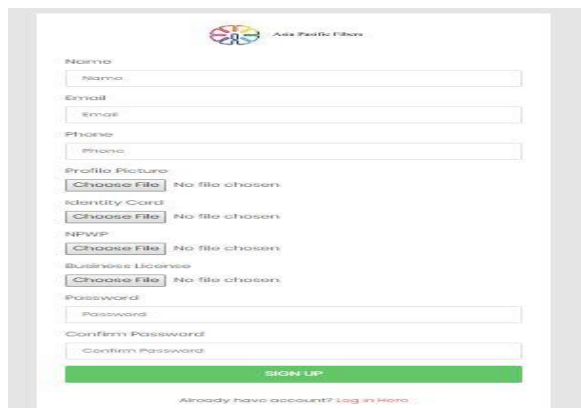 Asia Pacific Fibers
Name
Name
Email
Email
Phone
Phone
Profile Picture
Choose File No file chosen
Identity Card
Choose File No file chosen
NPWP
Choose File No file chosen
Business License
Choose File No file chosen
Password
Password
Confirm Password
Confirm Password
SIGN UP
Already have account? Log in Here